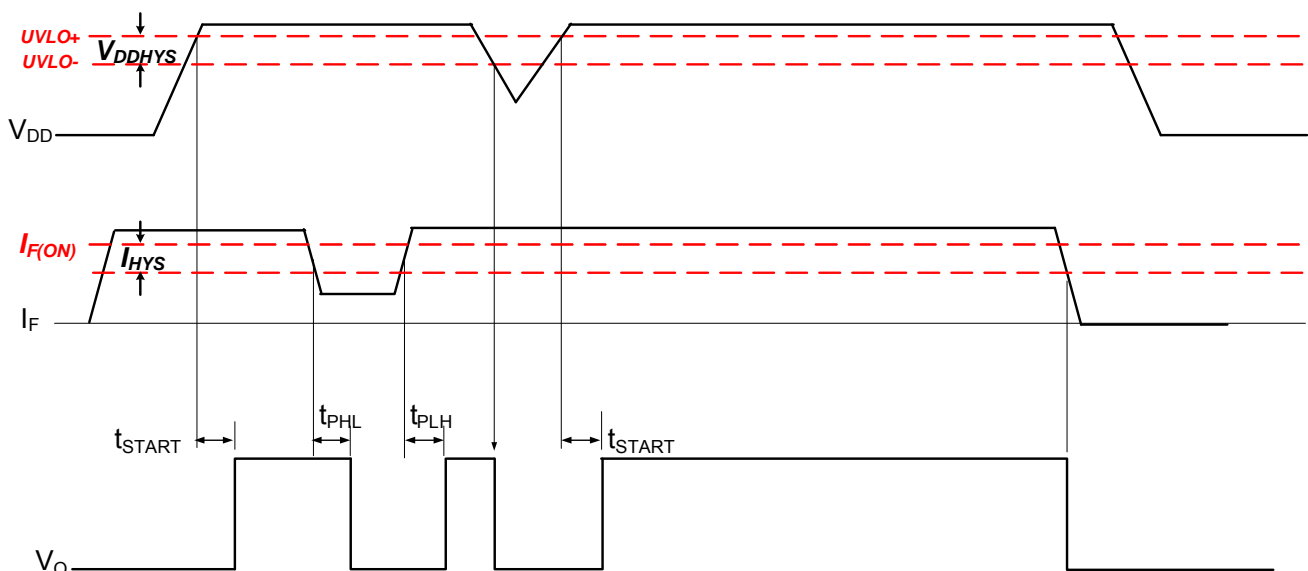 UVLO+
VDDHYS
UVLO-
VDD
IF(ON)
IHYS
IF
tPHL
tPLH
tSTART
tSTART
VO